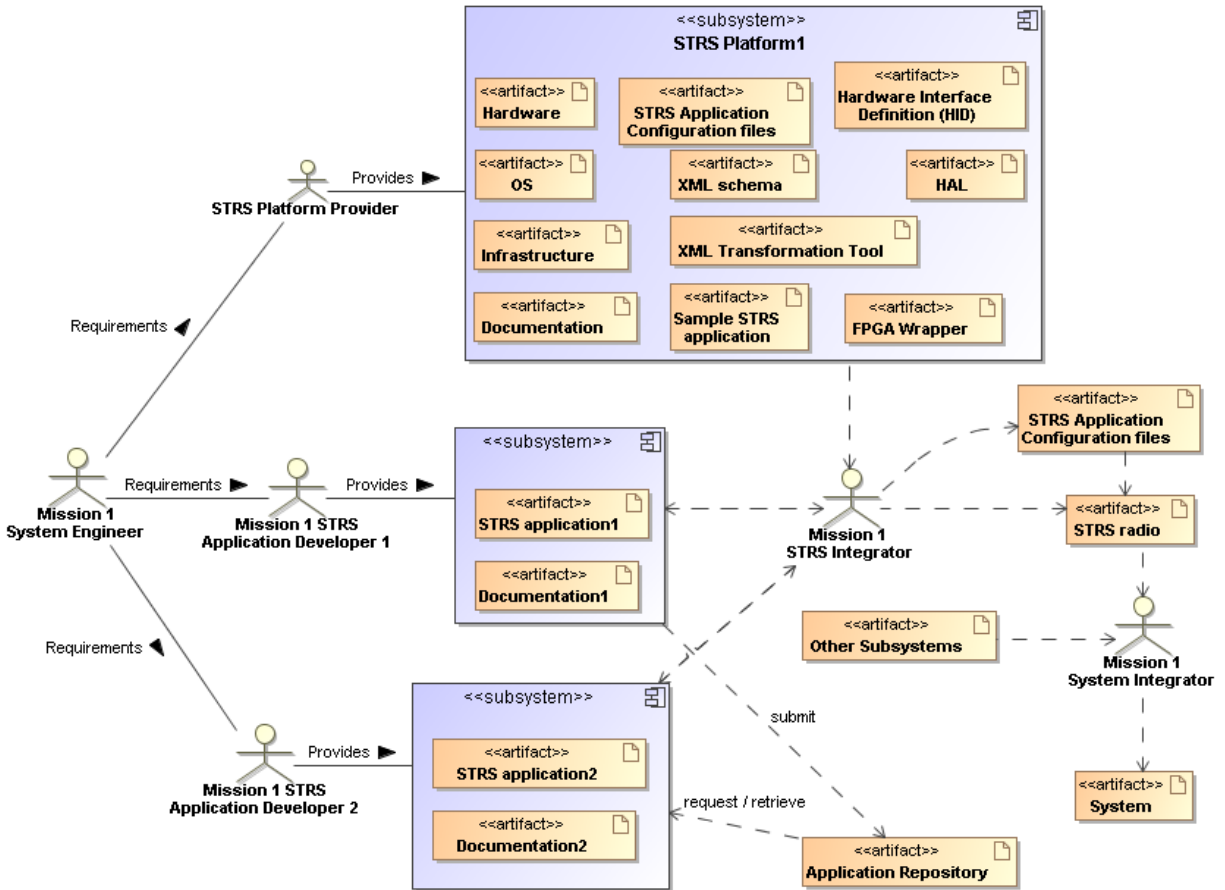 <<subsystem>>
STRS Platform1
<<artifact>>
Hardware
<<artifact>>
STRS Application
Configuration files
<<artifact>>
Hardware Interface
Definition (HID)
<<artifact>>
OS
<<artifact>>
XML schema
<<artifact>>
HAL
<<artifact>>
Infrastructure
<<artifact>>
XML Transformation Tool
<<artifact>>
Documentation
<<artifact>>
Sample STRS
application
<<artifact>>
FPGA Wrapper
Provides
STRS Platform Provider
Requirements
Mission 1
System Engineer
Requirements
Mission 1 STRS
Application Developer 1
Provides
<<subsystem>>
<<artifact>>
STRS application1
<<artifact>>
Documentation1
Mission 1
STRS Integrator
<<artifact>>
STRS Application
Configuration files
<<artifact>>
STRS radio
<<artifact>>
Other Subsystems
Mission 1
System Integrator
Requirements
Mission 1 STRS
Application Developer 2
Provides
<<subsystem>>
<<artifact>>
STRS application2
<<artifact>>
Documentation2
submit
request / retrieve
<<artifact>>
Application Repository
<<artifact>>
System